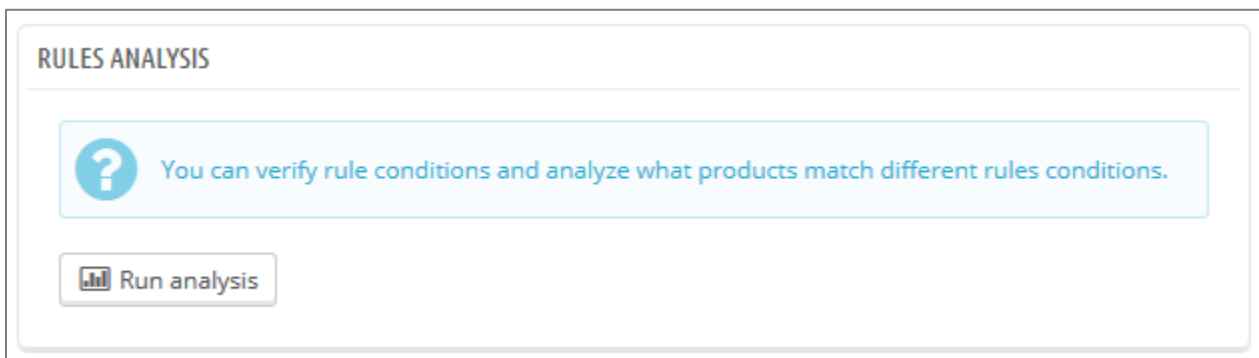 RULES ANALYSIS
You can verify rule conditions and analyze what products match different rules conditions.
Run analysis